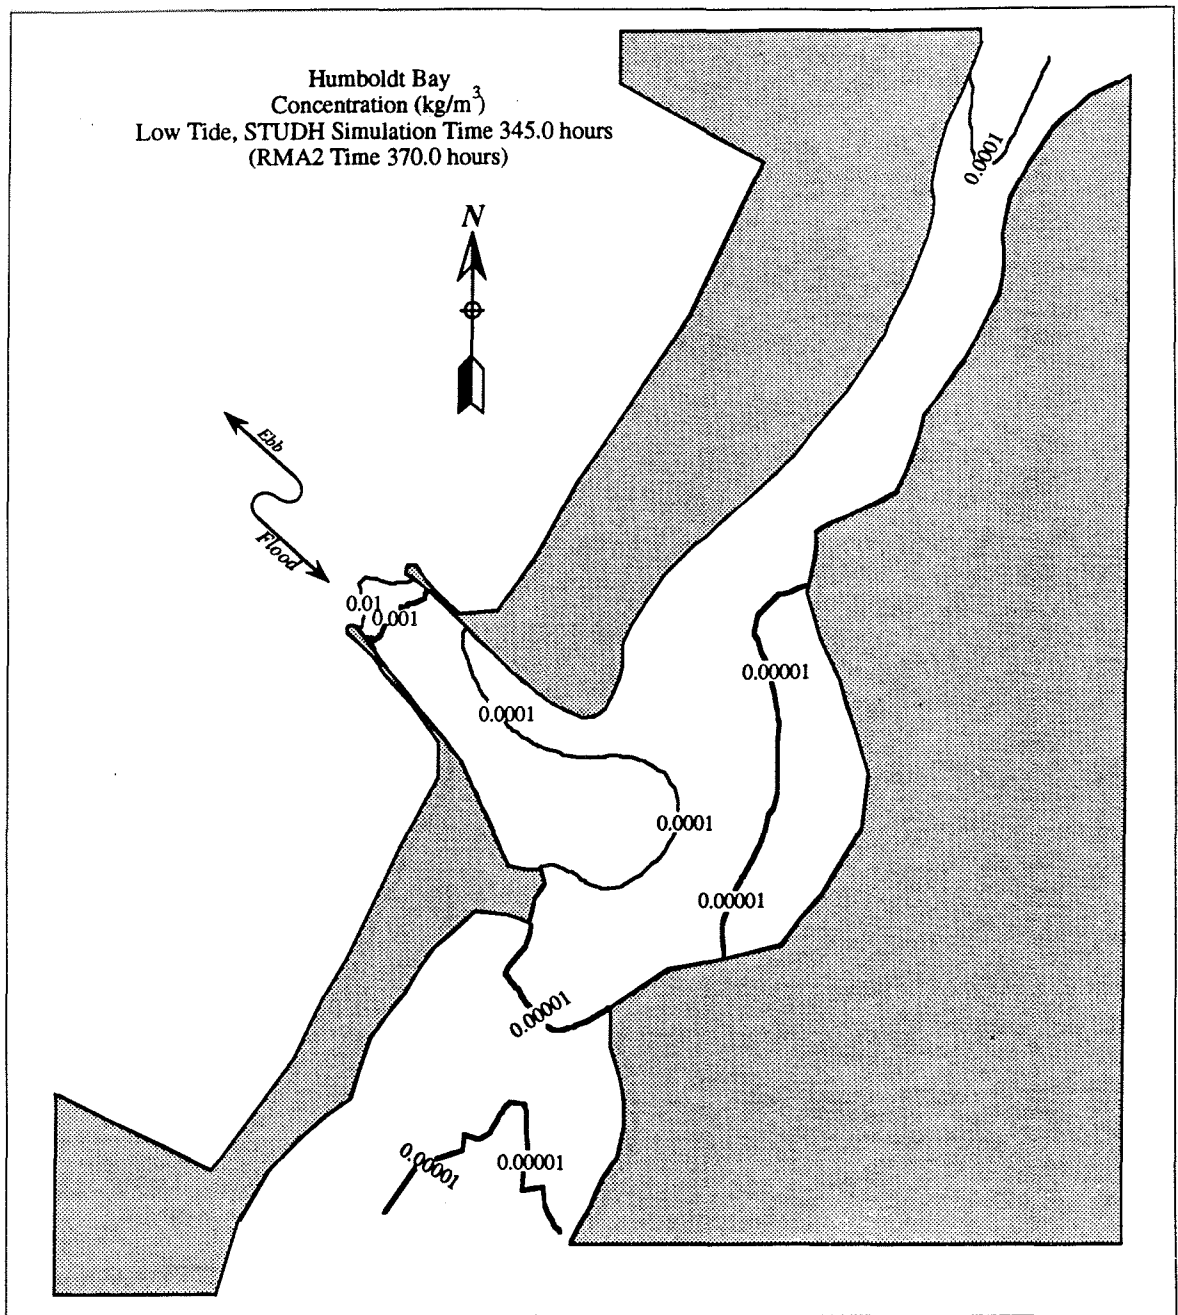 Humboldt Bay
Concentration (kg/m³)
Low Tide, STUDH Simulation Time 345.0 hours
(RMA2 Time 370.0 hours)
N
Ebb
Flood
0.0001
0.01
0.001
0.00001
0.0001
0.0001
0.00001
0.00001
0.00001
0.00001